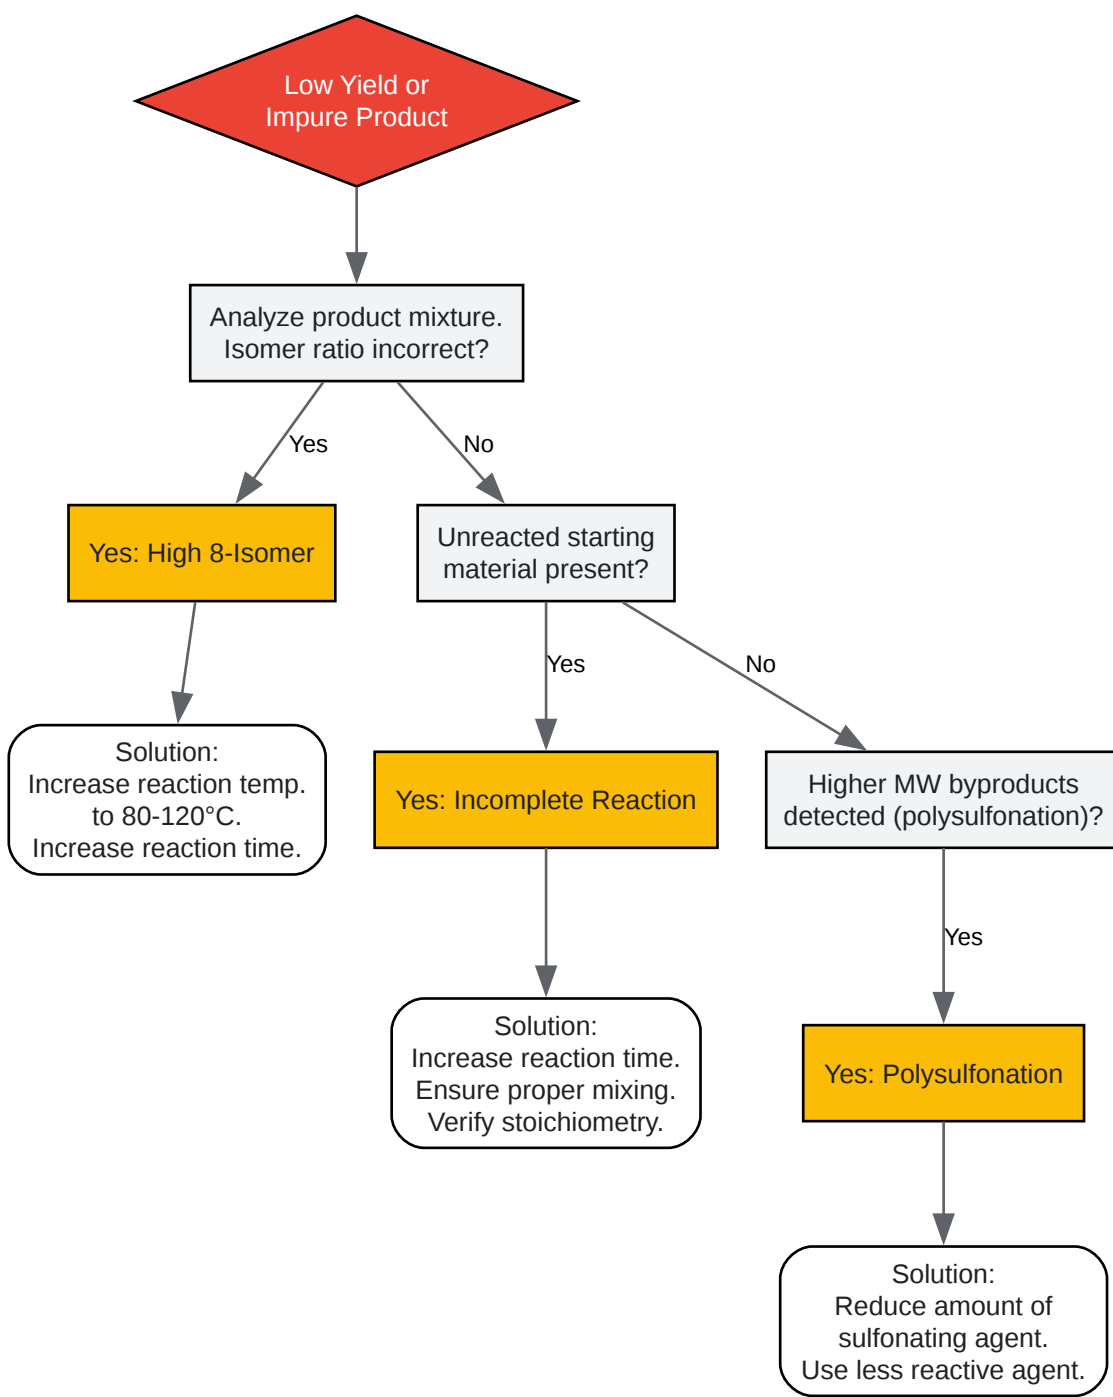 Low Yield or
Impure Product
Analyze product mixture.
Isomer ratio incorrect?
Yes
No
Yes: High 8-Isomer
Unreacted starting
material present?
Yes
No
Solution:
Increase reaction temp.
to 80-120°C.
Increase reaction time.
Yes: Incomplete Reaction
Higher MW byproducts
detected (polysulfonation)?
Yes
Solution:
Increase reaction time.
Ensure proper mixing.
Verify stoichiometry.
Yes: Polysulfonation
Solution:
Reduce amount of
sulfonating agent.
Use less reactive agent.